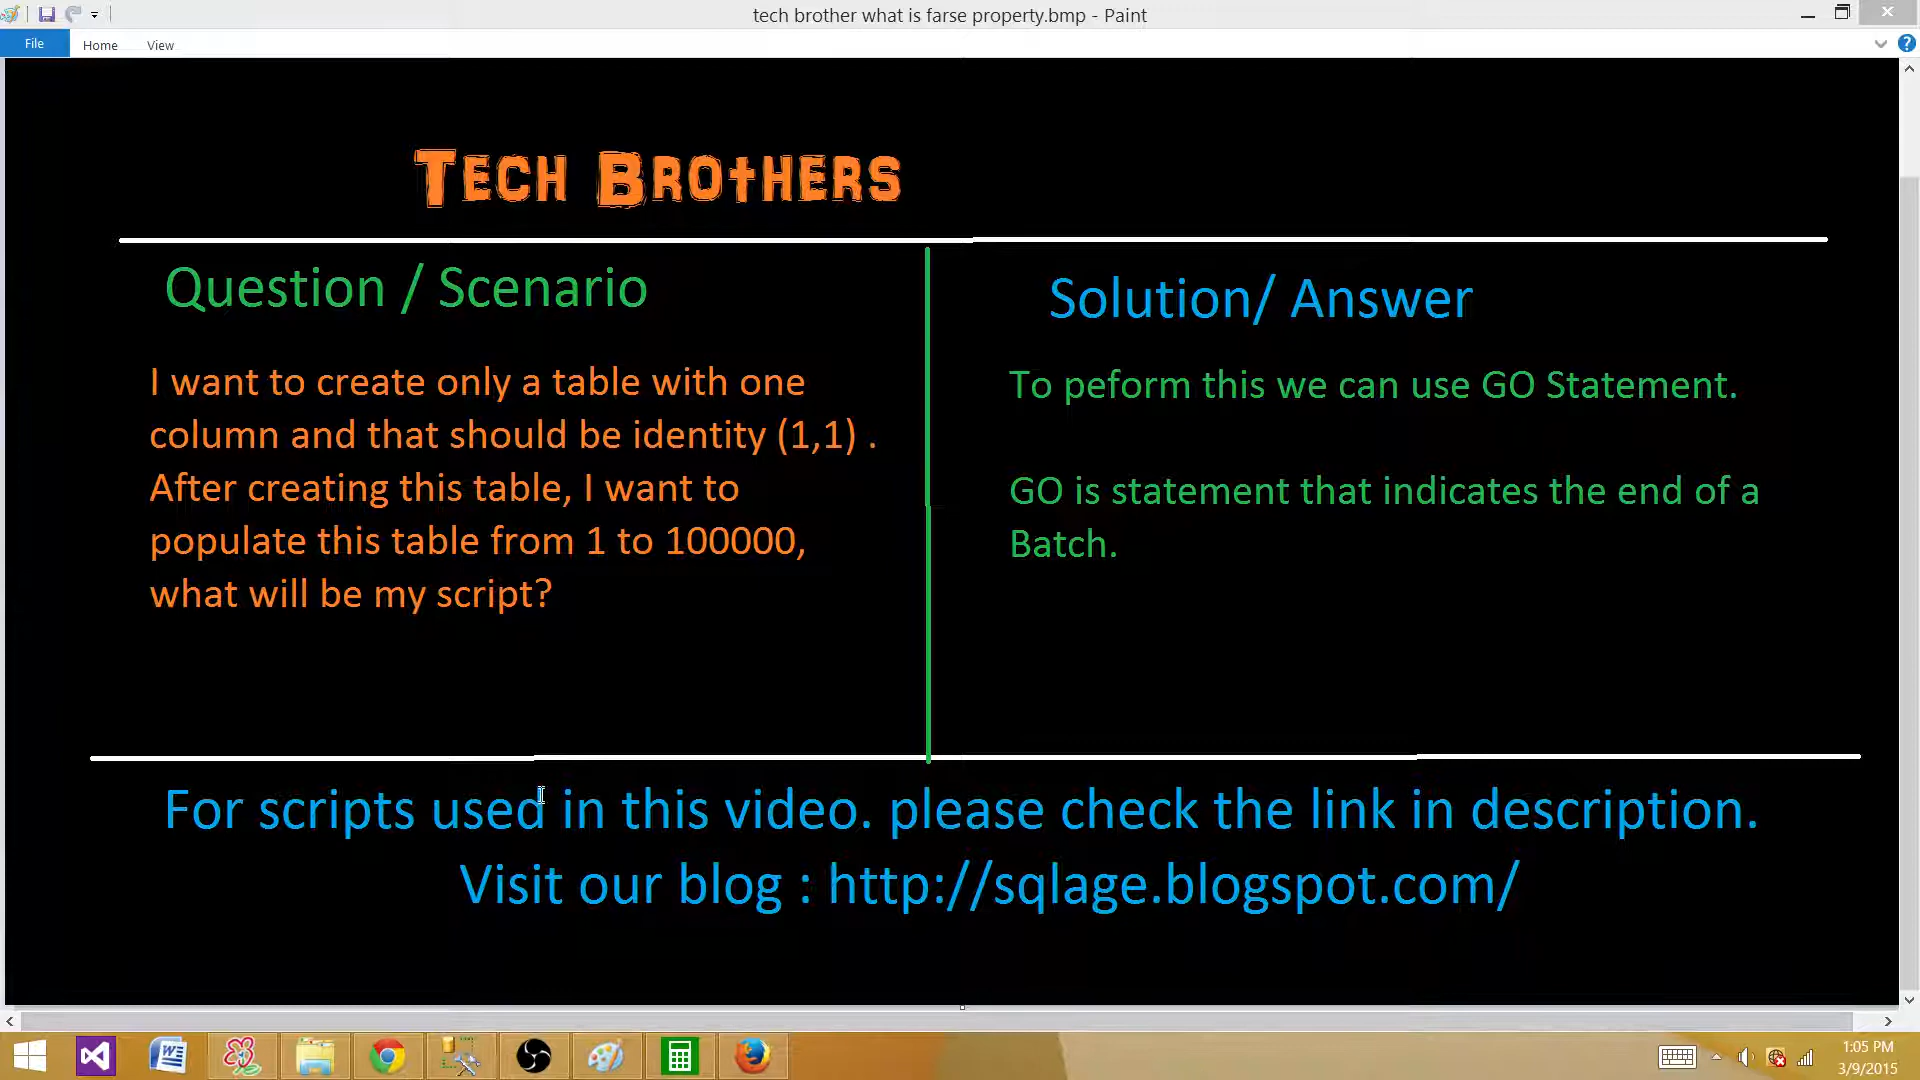 tech brother what is farse property.bmp - Paint
File Home View
Tech Brothers
Question / Scenario
I want to create only a table with one
column and that should be identity (1,1) .
After creating this table, I want to
populate this table from 1 to 100000,
what will be my script?
Solution/ Answer
To peform this we can use GO Statement.
GO is statement that indicates the end of a
Batch.
For scripts used in this video. please check the link in description.
Visit our blog : http://sqlage.blogspot.com/
1:05 PM
3/9/2015